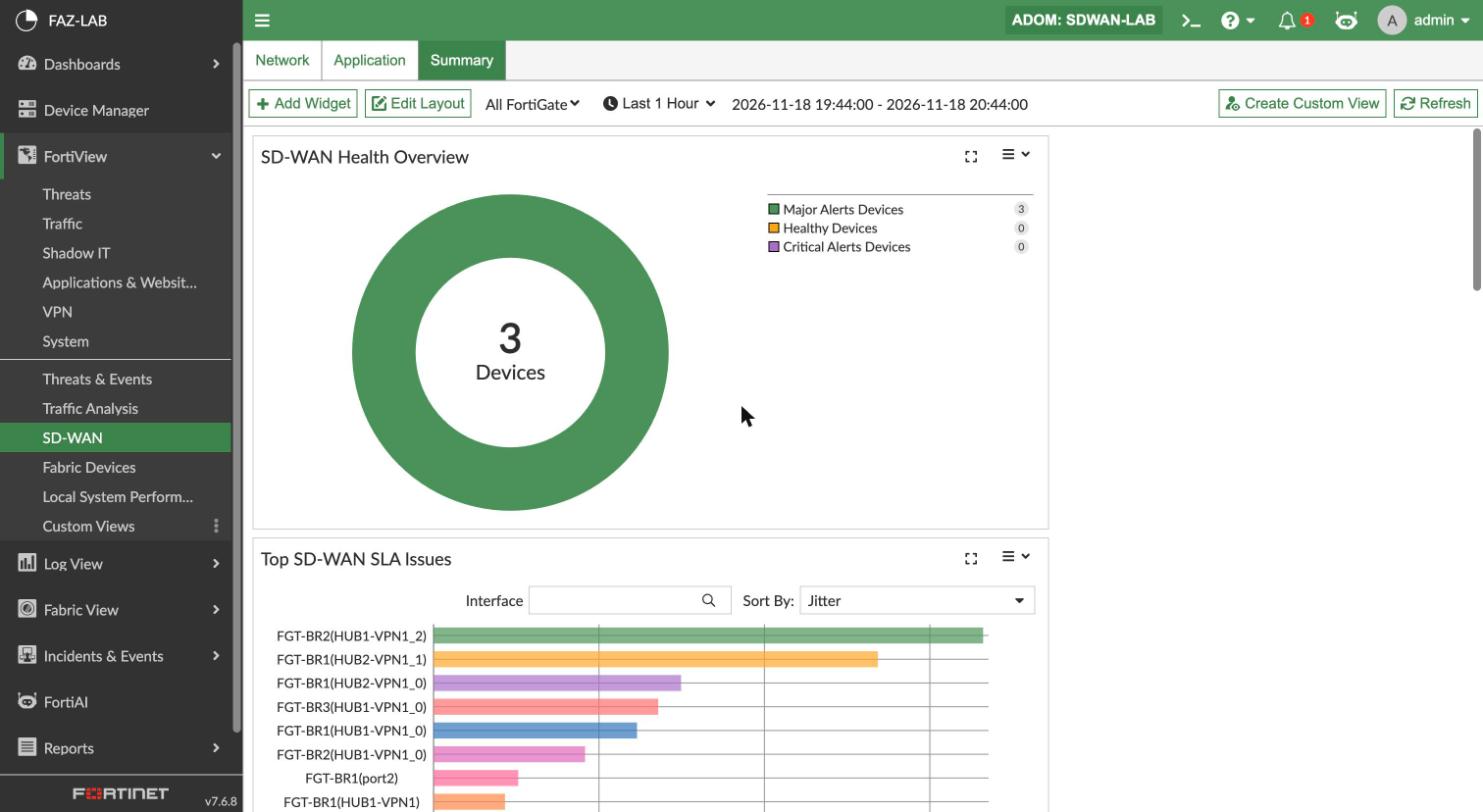 FAZ-LAB
ADOM: SDWAN-LAB
1
A
admin
Dashboards
Device Manager
FortiView
Threats
Traffic
Shadow IT
Applications & Websit...
VPN
System
Threats & Events
Traffic Analysis
SD-WAN
Fabric Devices
Local System Perform...
Custom Views
Log View
Fabric View
Incidents & Events
FortiAI
Reports
FORTINET
v7.6.8
Network
Application
Summary
Add Widget
Edit Layout
All FortiGate
Last 1 Hour
2026-11-18 19:44:00 - 2026-11-18 20:44:00
Create Custom View
Refresh
SD-WAN Health Overview
3
Devices
Major Alerts Devices 3
Healthy Devices 0
Critical Alerts Devices 0
Top SD-WAN SLA Issues
Interface
Sort By: Jitter
FGT-BR2(HUB1-VPN1_2)
FGT-BR1(HUB2-VPN1_1)
FGT-BR1(HUB2-VPN1_0)
FGT-BR3(HUB1-VPN1_0)
FGT-BR1(HUB1-VPN1_0)
FGT-BR2(HUB1-VPN1_0)
FGT-BR1(port2)
FGT-BR1(HUB1-VPN1)